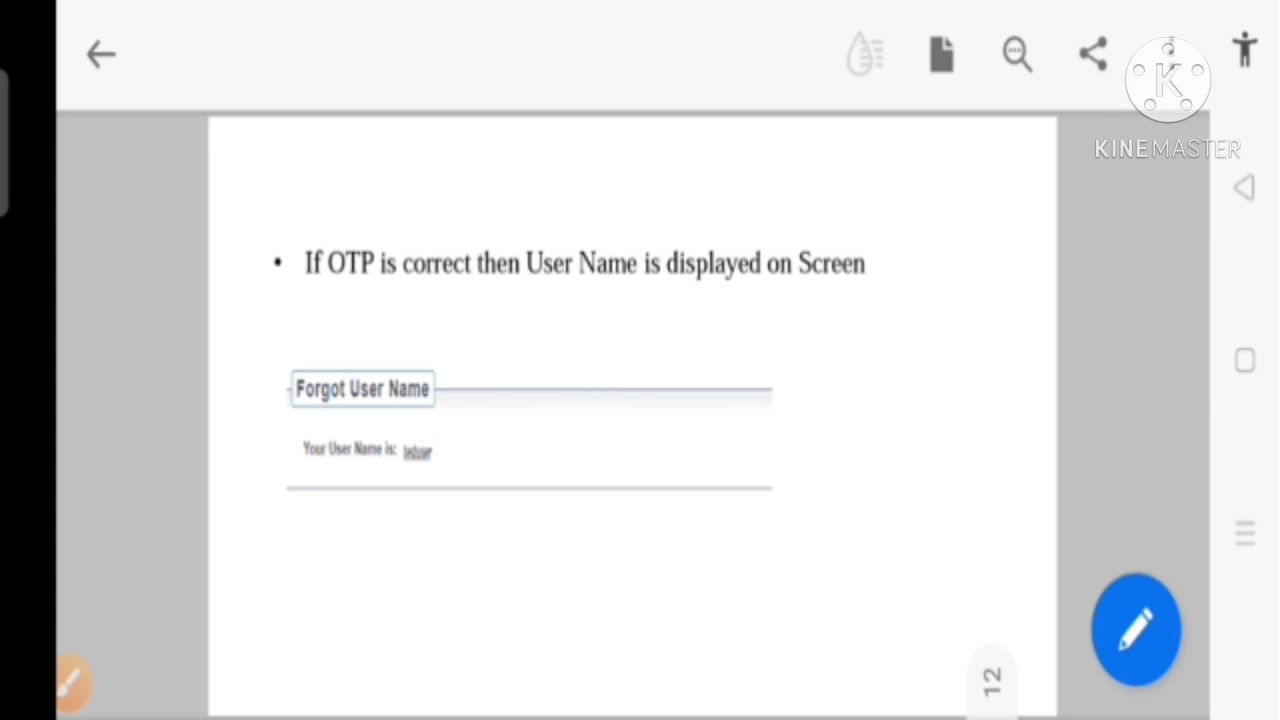 KINEMASTER
• If OTP is correct then User Name is displayed on Screen
Forgot User Name
Your User Name is: testuser
12